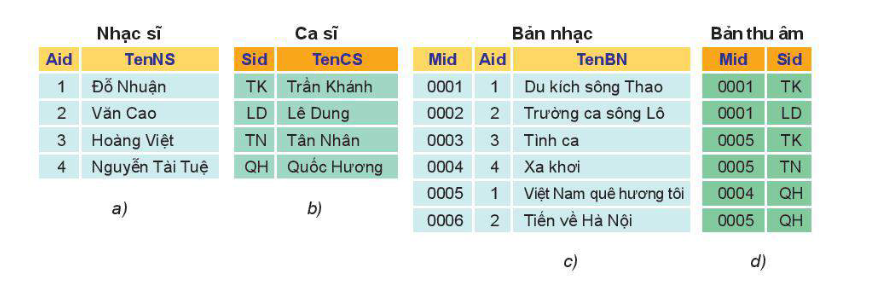 Nhạc sĩ Ca sĩ Bản nhạc Bản thu âm
Aid TenNS Sid TenCS Mid Aid TenBN Mid Sid
1 Đỗ Nhuận TK Trần Khánh 0001 1 Du kích sông Thao 0001 TK
2 Văn Cao LD Lê Dung 0002 2 Trường ca sông Lô 0001 LD
3 Hoàng Việt TN Tân Nhân 0003 3 Tình ca 0005 TK
4 Nguyễn Tài Tuệ QH Quốc Hương 0004 4 Xa khơi 0005 TN
0005 1 Việt Nam quê hương tôi 0004 QH
0006 2 Tiến về Hà Nội 0005 QH
a) b) c) d)